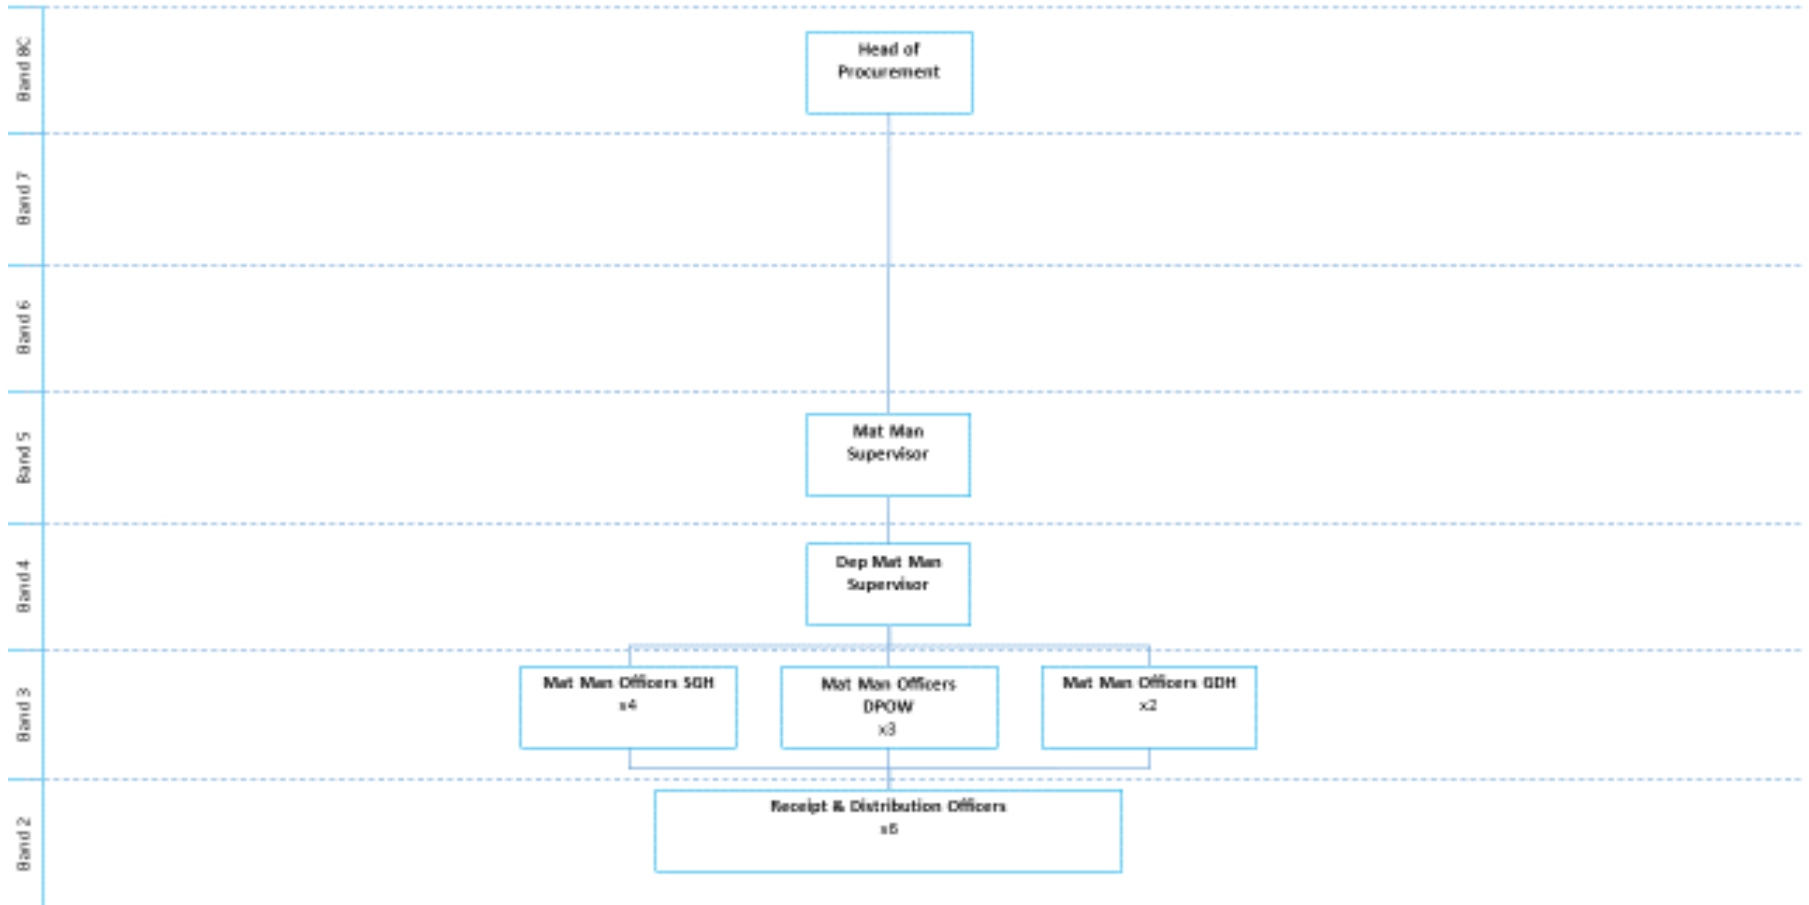 Band 8C
Head of
Procurement
Band 7
Band 6
Band 5
Mat Man
Supervisor
Band 4
Dep Mat Man
Supervisor
Band 3
Mat Man Officers SGH
x4
Mat Man Officers
DPOW
x3
Mat Man Officers GDH
x2
Band 2
Receipt & Distribution Officers
x6